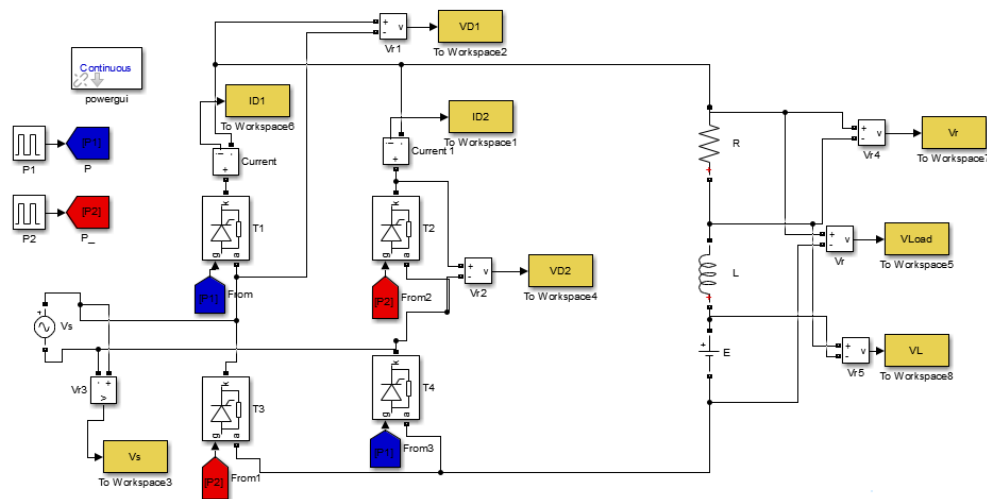 +
-
v
Vr1
VD1
To Workspace2
Continuous
powergui
ID1
To Workspace6
ID2
To Workspace1
i
-
+
Current
i
-
+
Current 1
R
+
-
v
Vr4
Vr
To Workspace7
P1
[P1]
P
P2
[P2]
P_
k
g
a
T1
k
g
a
T2
[P1]
From
[P2]
From2
+
-
v
Vr2
VD2
To Workspace4
+
-
v
Vr
VLoad
To Workspace5
L
+
Vs
+
-
v
Vr3
Vs
To Workspace3
k
g
a
T3
k
g
a
T4
[P2]
From1
[P1]
From3
+
E
+
-
v
Vr5
VL
To Workspace8